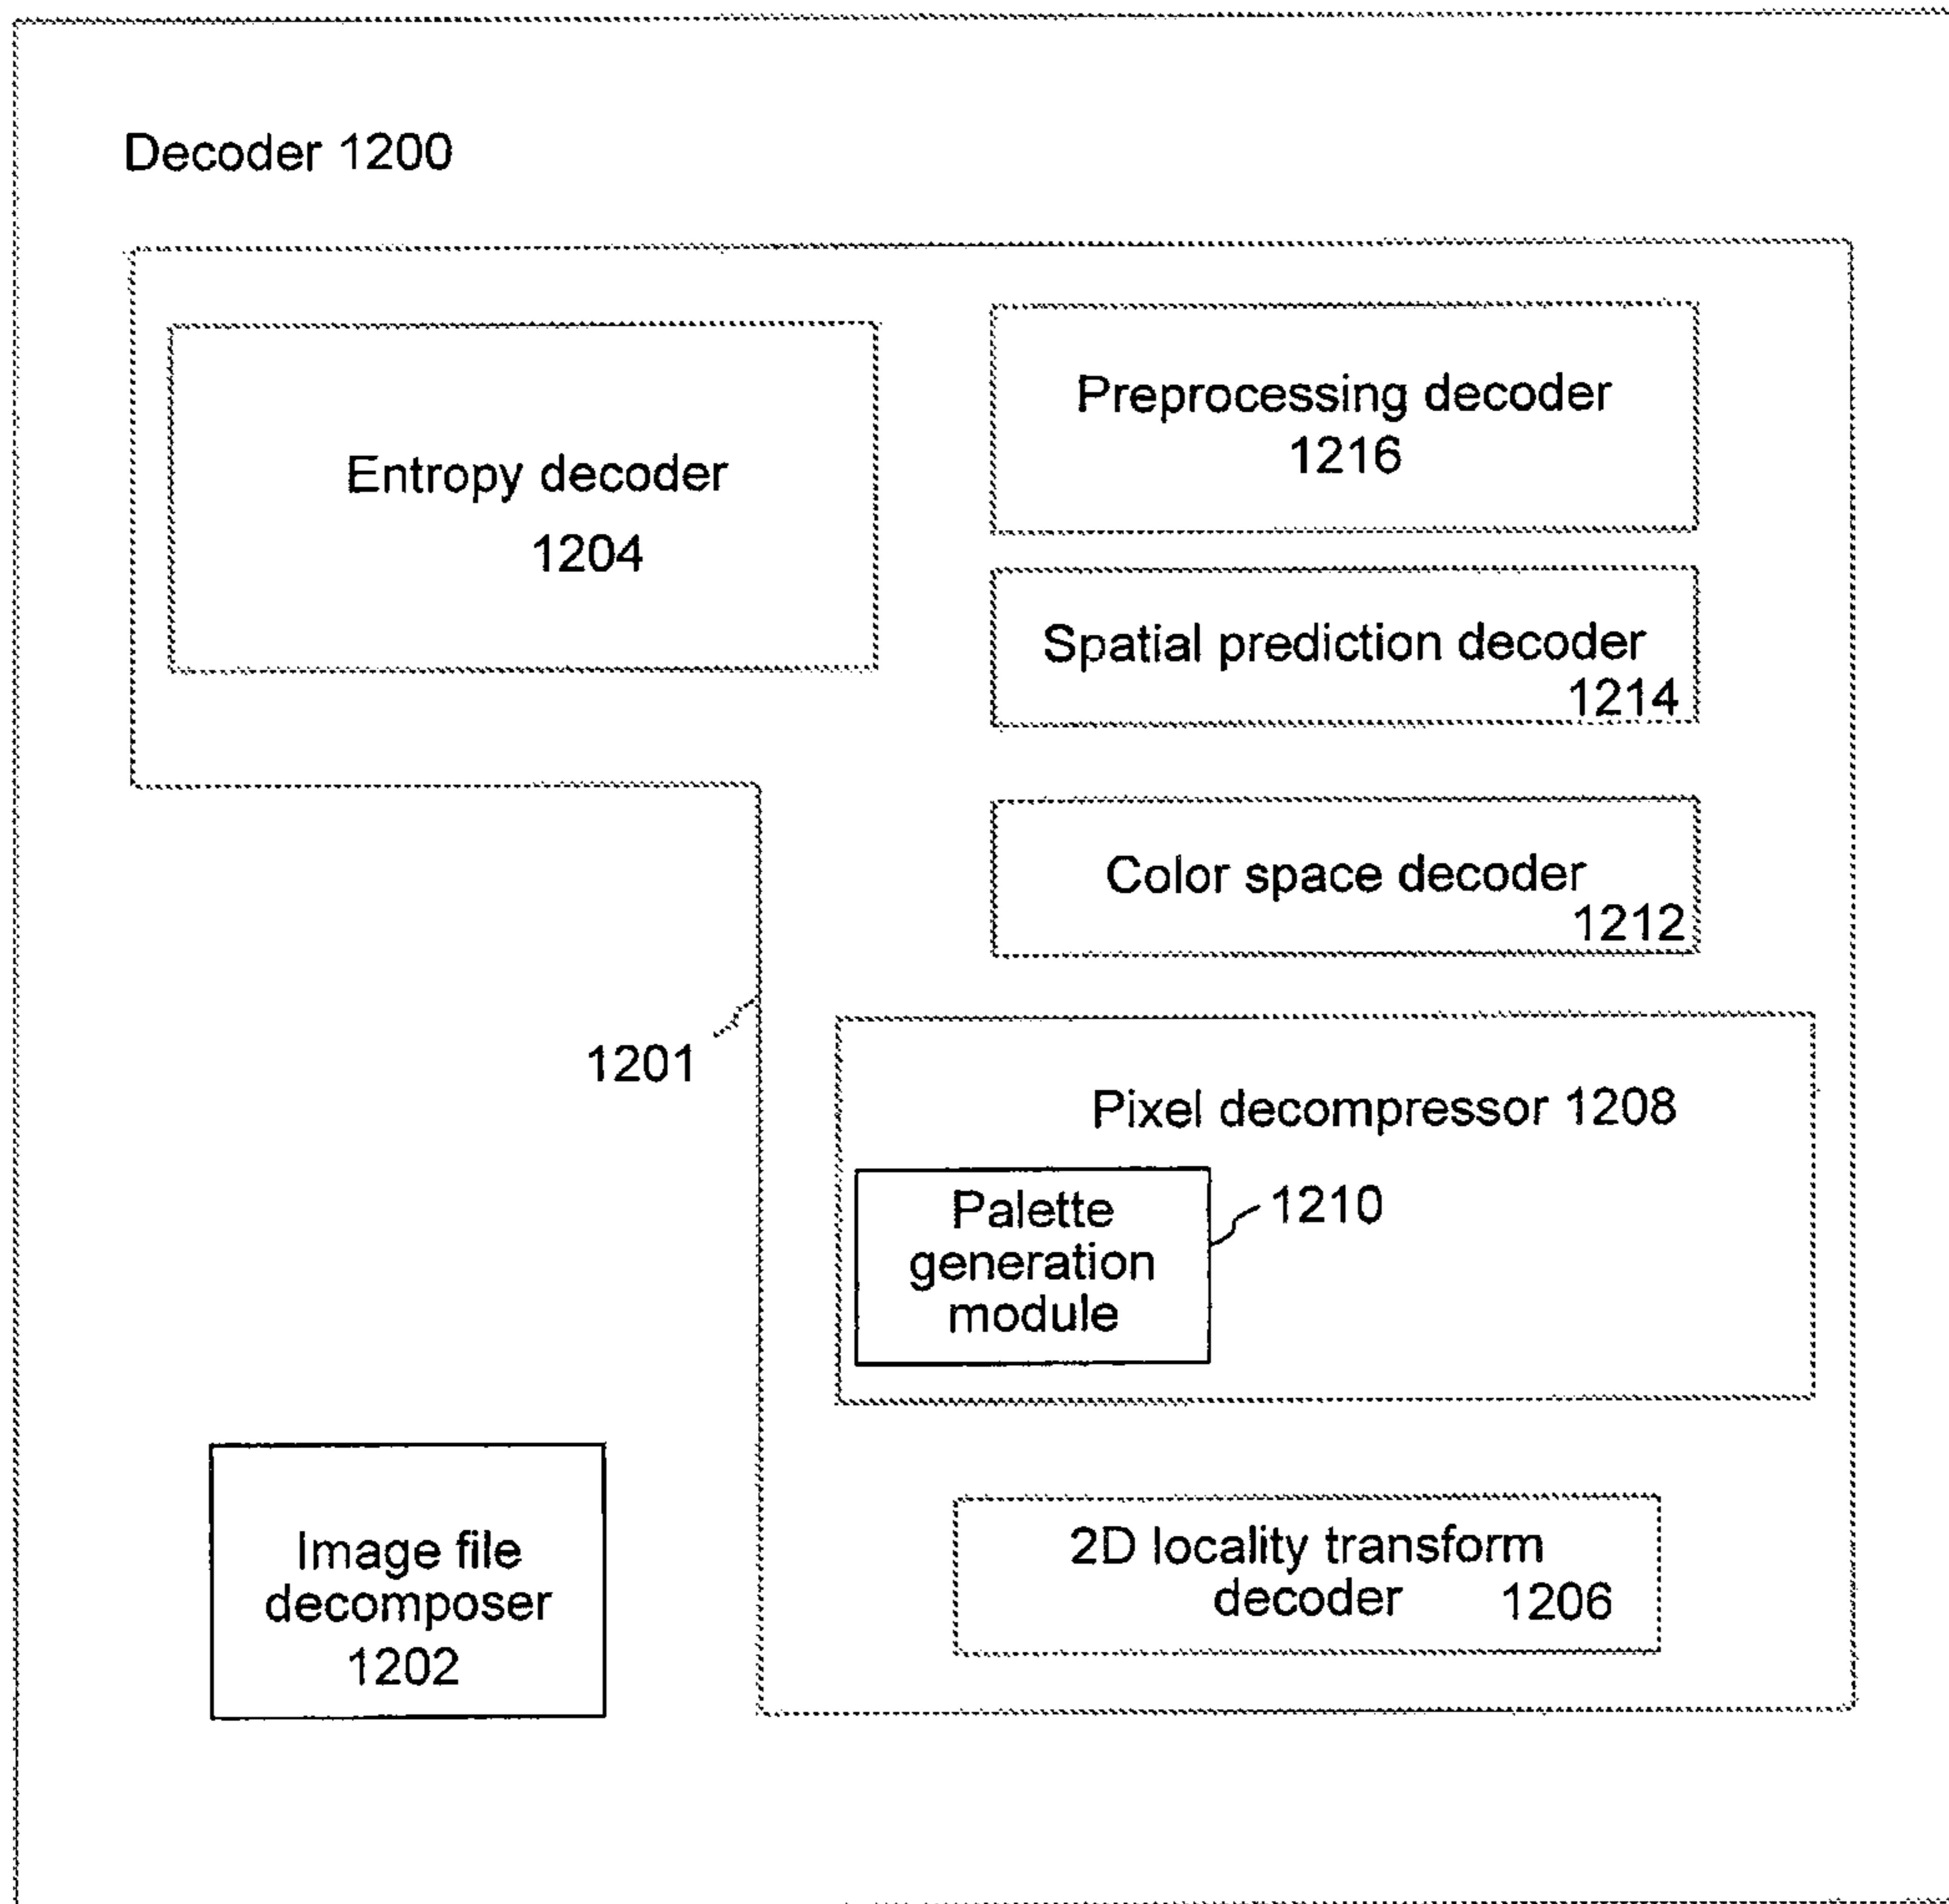 Decoder 1200
Entropy decoder
1204
Preprocessing decoder
1216
Spatial prediction decoder
1214
Color space decoder
1212
1201
Pixel decompressor 1208
Palette
generation
module
1210
Image file
decomposer
1202
2D locality transform
decoder 1206